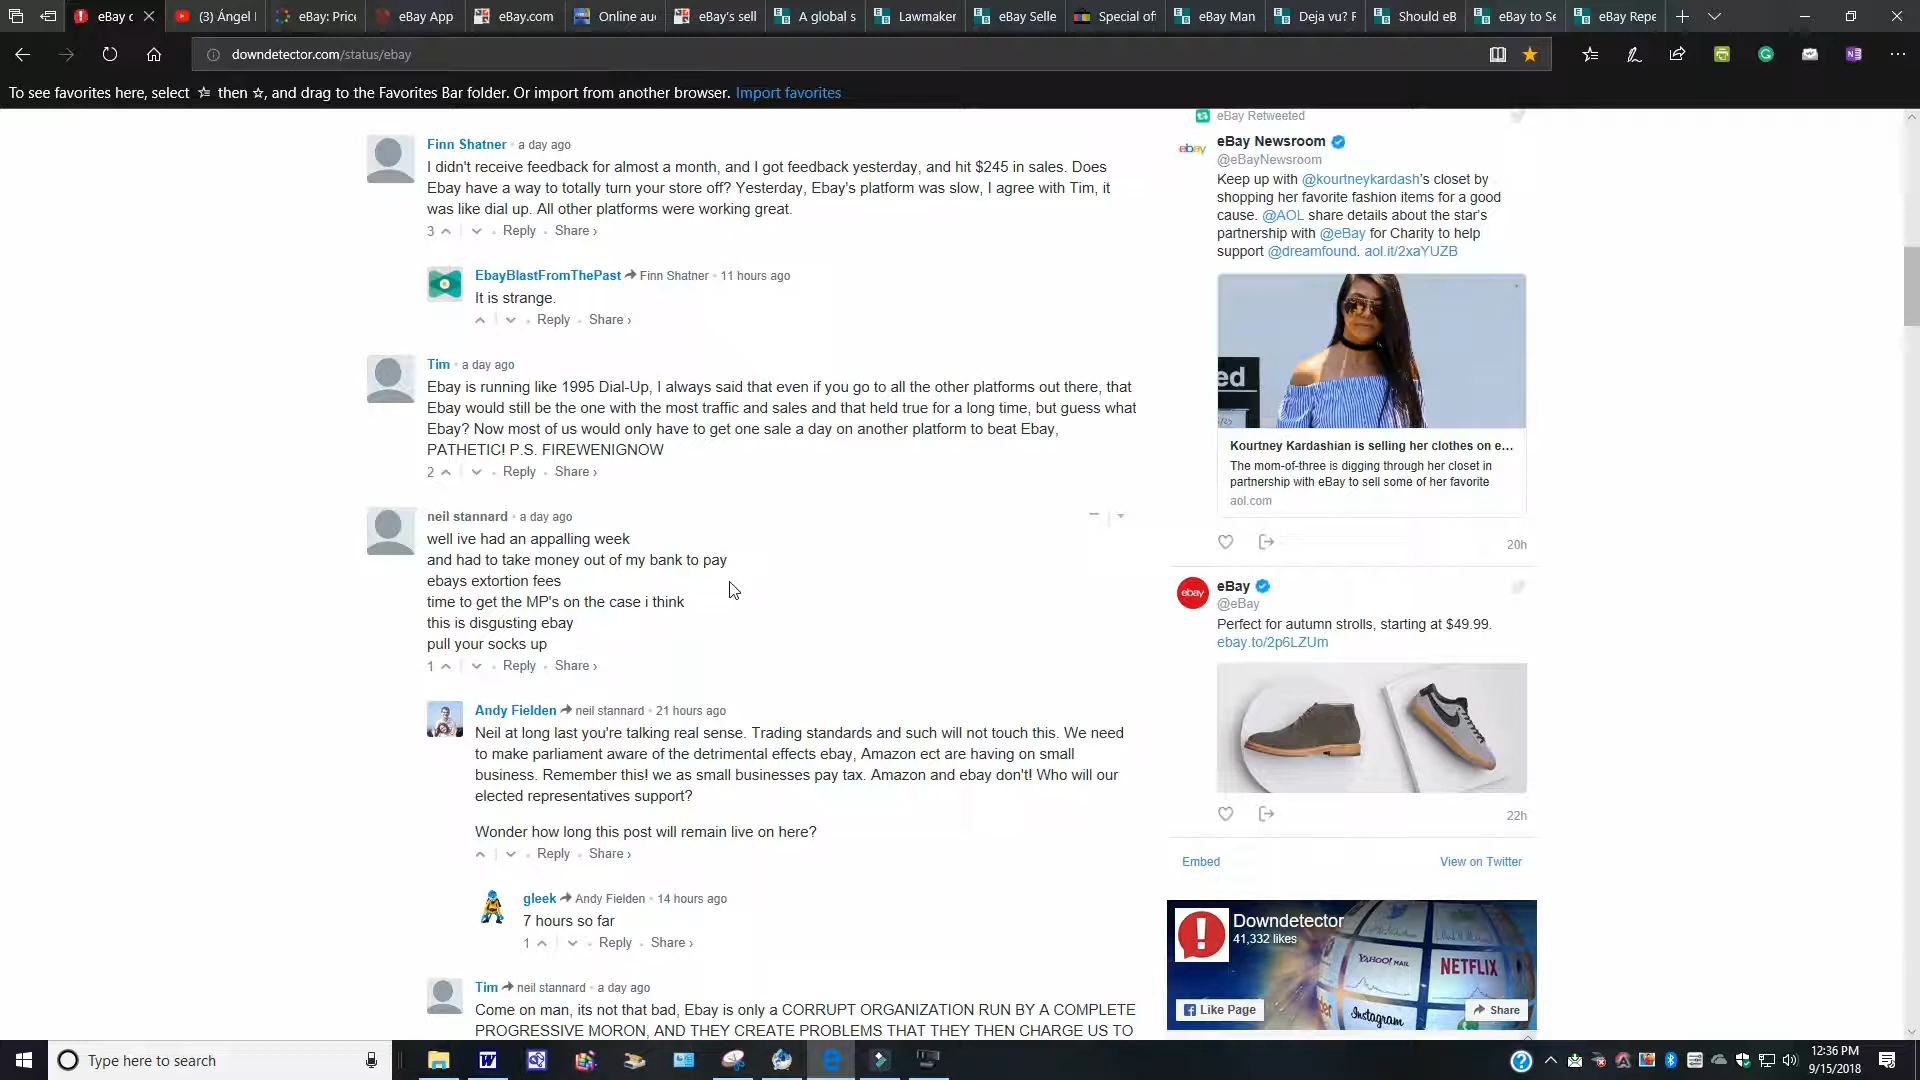 eBay c
(3) Ángel
eBay: Price
eBay App
eBay.com
Online auc
eBay's sell
A global s
Lawmaker
eBay Selle
Special of
eBay Man
Deja vu? F
Should eB
eBay to Se
eBay Repe
downdetector.com/status/ebay
To see favorites here, select ☆ then ☆, and drag to the Favorites Bar folder. Or import from another browser. Import favorites
Finn Shatner • a day ago
I didn't receive feedback for almost a month, and I got feedback yesterday, and hit $245 in sales. Does
Ebay have a way to totally turn your store off? Yesterday, Ebay's platform was slow, I agree with Tim, it
was like dial up. All other platforms were working great.
3 Reply Share ›
EbayBlastFromThePast Finn Shatner • 11 hours ago
It is strange.
Reply Share ›
Tim • a day ago
Ebay is running like 1995 Dial-Up, I always said that even if you go to all the other platforms out there, that
Ebay would still be the one with the most traffic and sales and that held true for a long time, but guess what
Ebay? Now most of us would only have to get one sale a day on another platform to beat Ebay,
PATHETIC! P.S. FIREWENIGNOW
2 Reply Share ›
neil stannard • a day ago
well ive had an appalling week
and had to take money out of my bank to pay
ebays extortion fees
time to get the MP's on the case i think
this is disgusting ebay
pull your socks up
1 Reply Share ›
Andy Fielden neil stannard • 21 hours ago
Neil at long last you're talking real sense. Trading standards and such will not touch this. We need
to make parliament aware of the detrimental effects ebay, Amazon ect are having on small
business. Remember this! we as small businesses pay tax. Amazon and ebay don't! Who will our
elected representatives support?
Wonder how long this post will remain live on here?
Reply Share ›
gleek Andy Fielden • 14 hours ago
7 hours so far
1 Reply Share ›
Tim neil stannard • a day ago
Come on man, its not that bad, Ebay is only a CORRUPT ORGANIZATION RUN BY A COMPLETE
PROGRESSIVE MORON, AND THEY CREATE PROBLEMS THAT THEY THEN CHARGE US TO
eBay Retweeted
ebay
eBay Newsroom
@eBayNewsroom
Keep up with @kourtneykardash's closet by
shopping her favorite fashion items for a good
cause. @AOL share details about the star's
partnership with @eBay for Charity to help
support @dreamfound. aol.it/2xaYUZB
ed
Kourtney Kardashian is selling her clothes on e...
The mom-of-three is digging through her closet in
partnership with eBay to sell some of her favorite
aol.com
20h
ebay
eBay
@eBay
Perfect for autumn strolls, starting at $49.99.
ebay.to/2p6LZUm
22h
Embed
View on Twitter
Downdetector
41,332 likes
YAHOO! MAIL
NETFLIX
Instagram
Like Page
Share
Type here to search
12:36 PM
9/15/2018